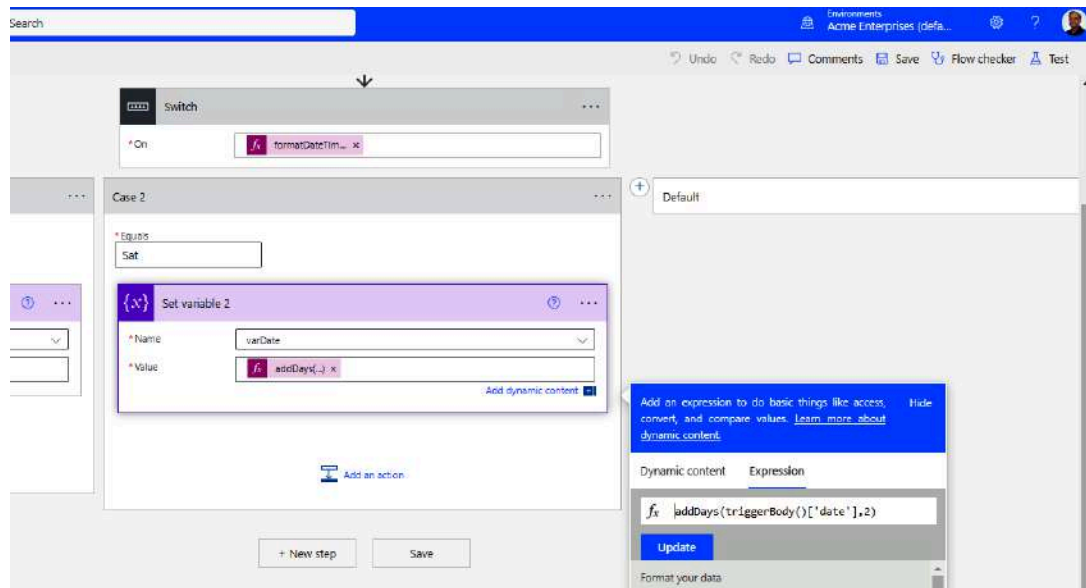 Search
Environments
Acme Enterprises (defa...
?
Undo Redo Comments Save Flow checker Test
Switch
...
*On
fx formatDateTim... ×
...
Case 2
...
+
Default
*Equals
Sat
? ...
{x} Set variable 2
? ...
*Name
varDate
*Value
fx addDays(...) ×
Add dynamic content
Add an action
+ New step
Save
Add an expression to do basic things like access,
Hide
convert, and compare values. Learn more about
dynamic content.
Dynamic content Expression
fx addDays(triggerBody()['date'],2)
Update
Format your data